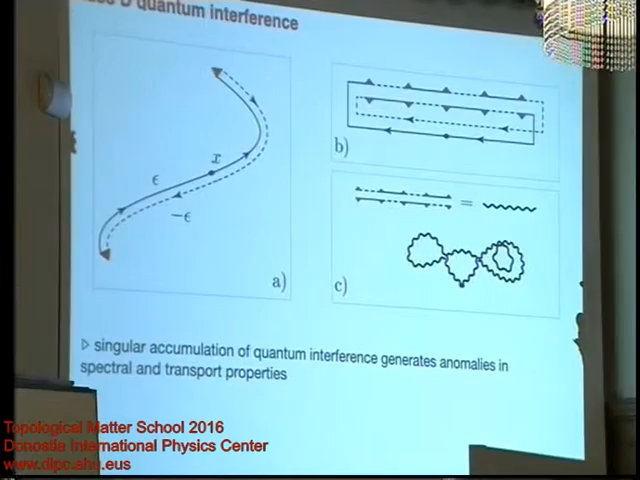 D quantum interference
x
ϵ
−ϵ
a)
b)
=
c)
▷ singular accumulation of quantum interference generates anomalies in
spectral and transport properties
Topological Matter School 2016
Donostia International Physics Center
www.dipc.ehu.eus